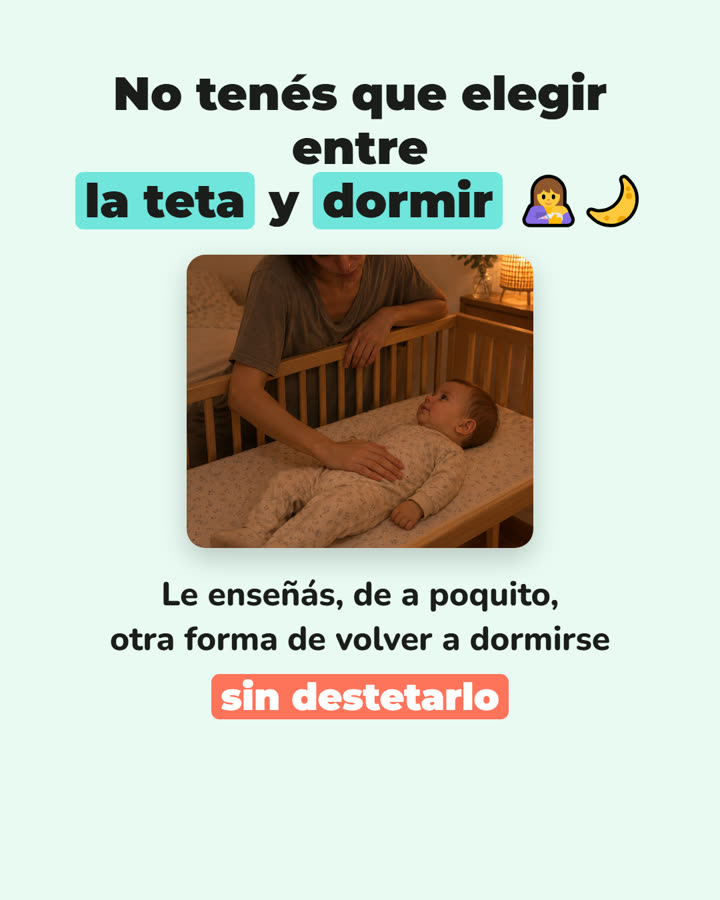 No tenés que elegir
entre
la teta y dormir 🤱🌙
Le enseñás, de a poquito,
otra forma de volver a dormirse
sin destetarlo